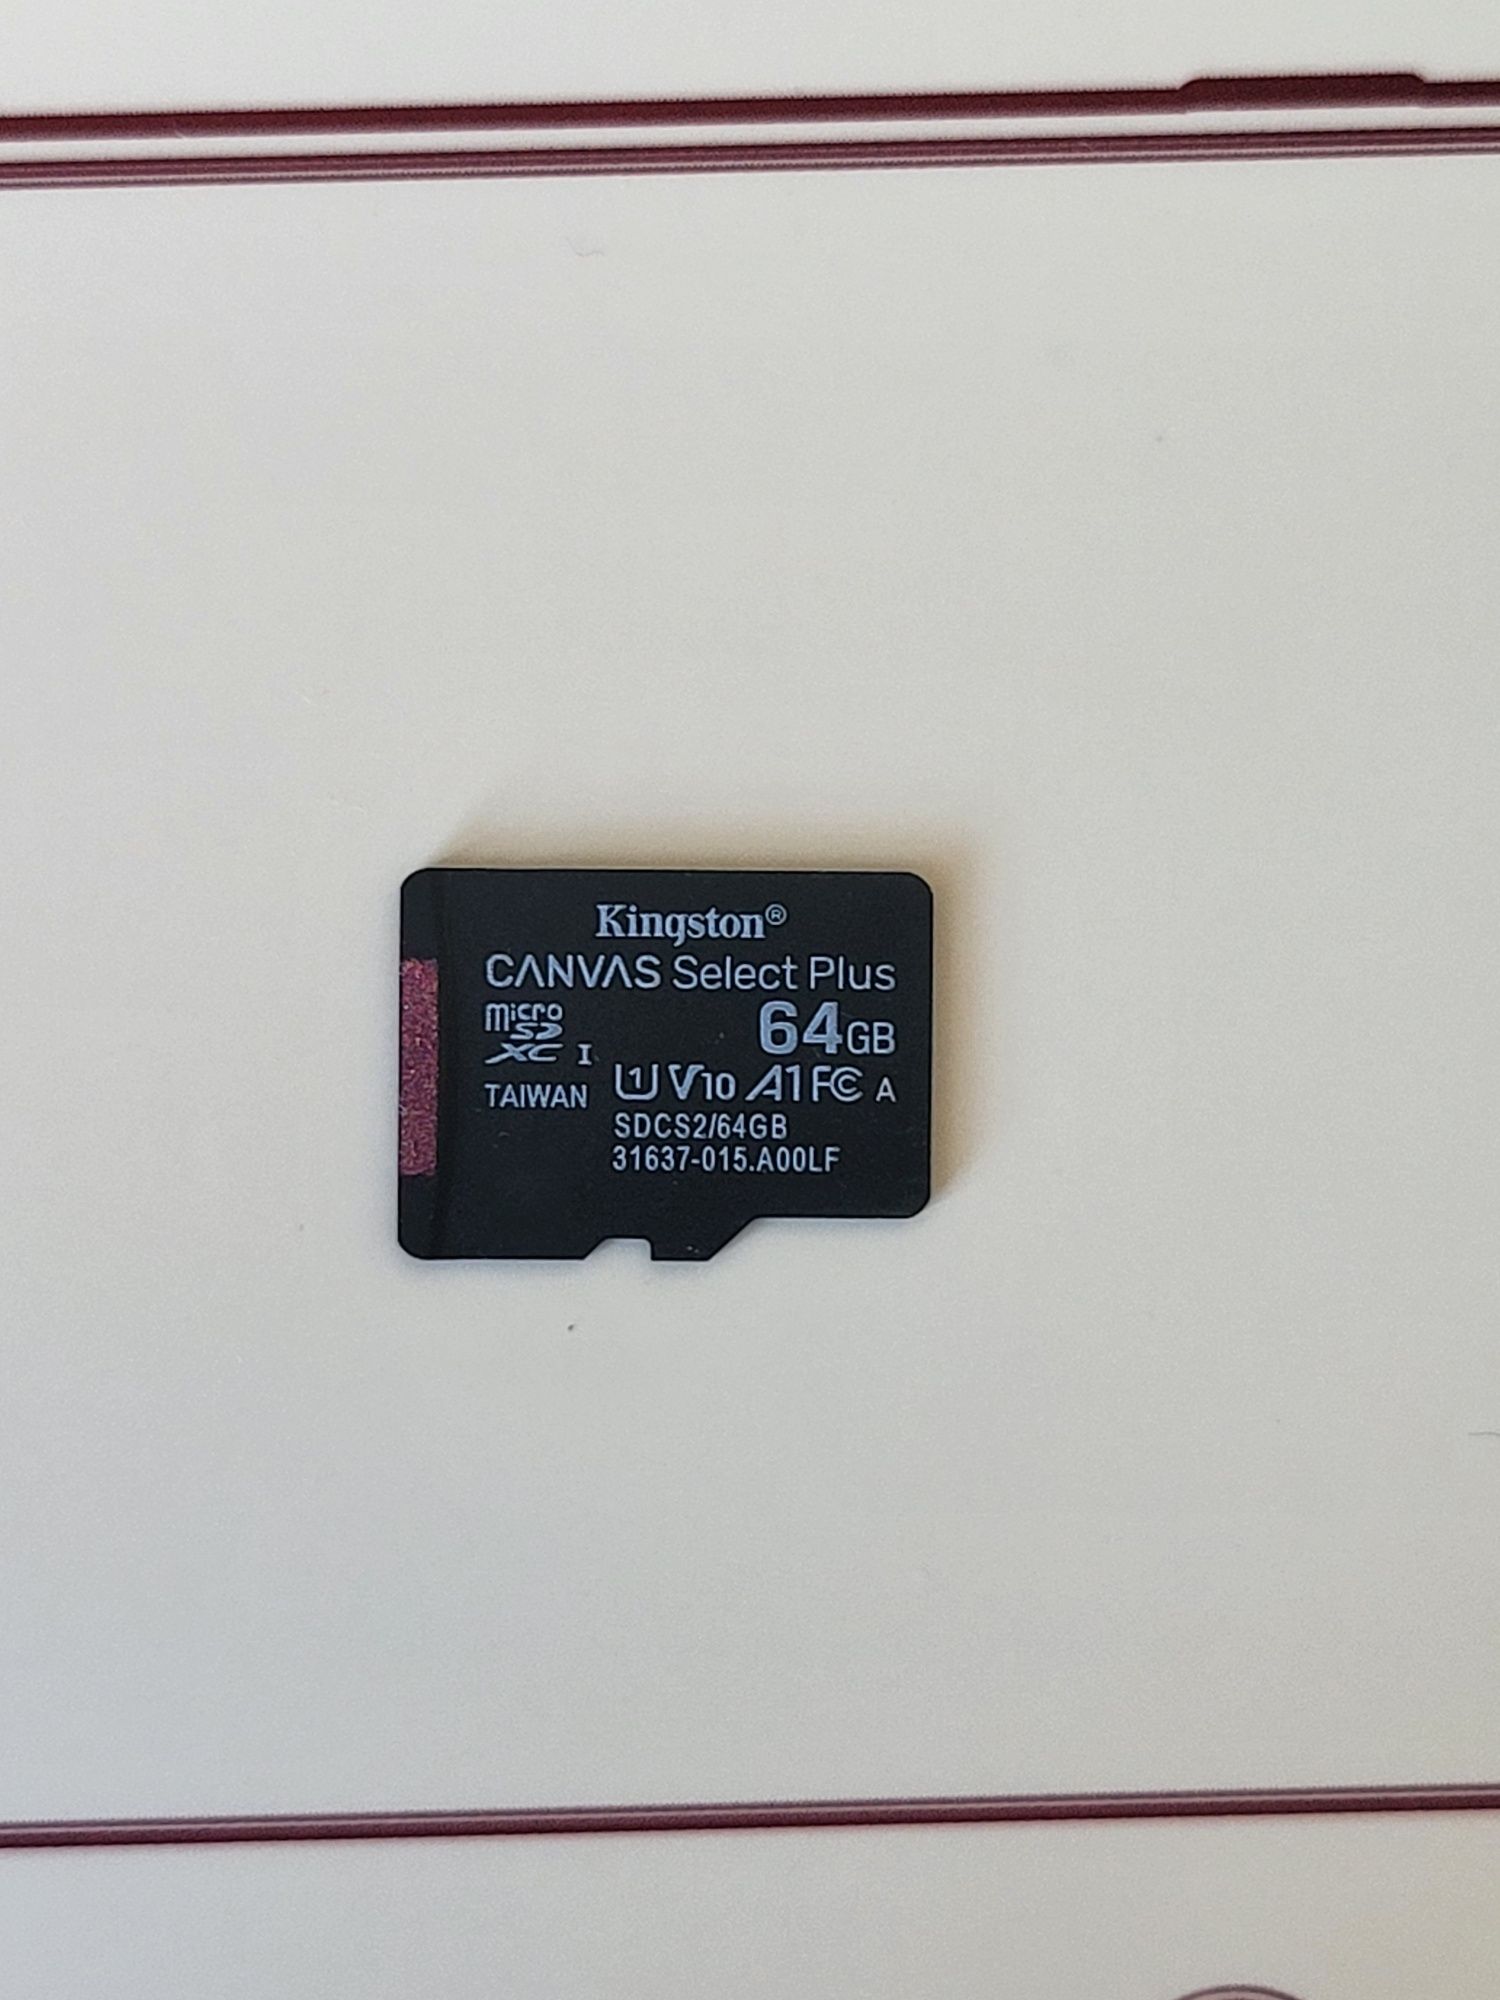 Kingston®
CANVAS Select Plus
micro SD XC I
64GB
TAIWAN
U1 V10 A1 FC A
SDCS2/64GB
31637-015.A00LF